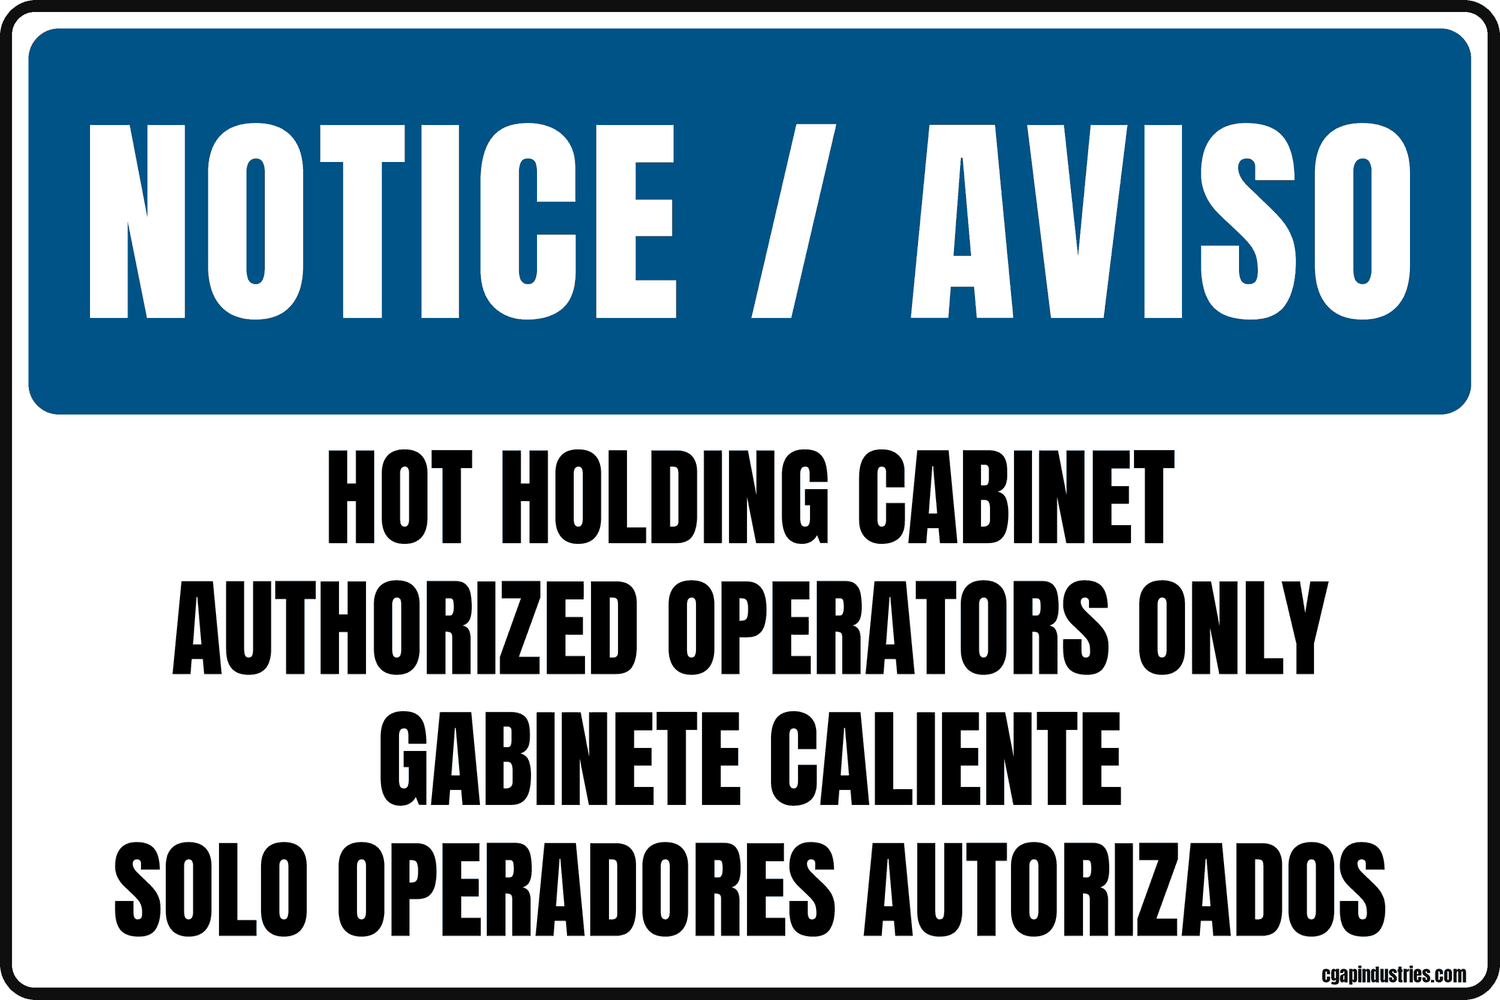 NOTICE / AVISO
HOT HOLDING CABINET
AUTHORIZED OPERATORS ONLY
GABINETE CALIENTE
SOLO OPERADORES AUTORIZADOS
cgapindustries.com